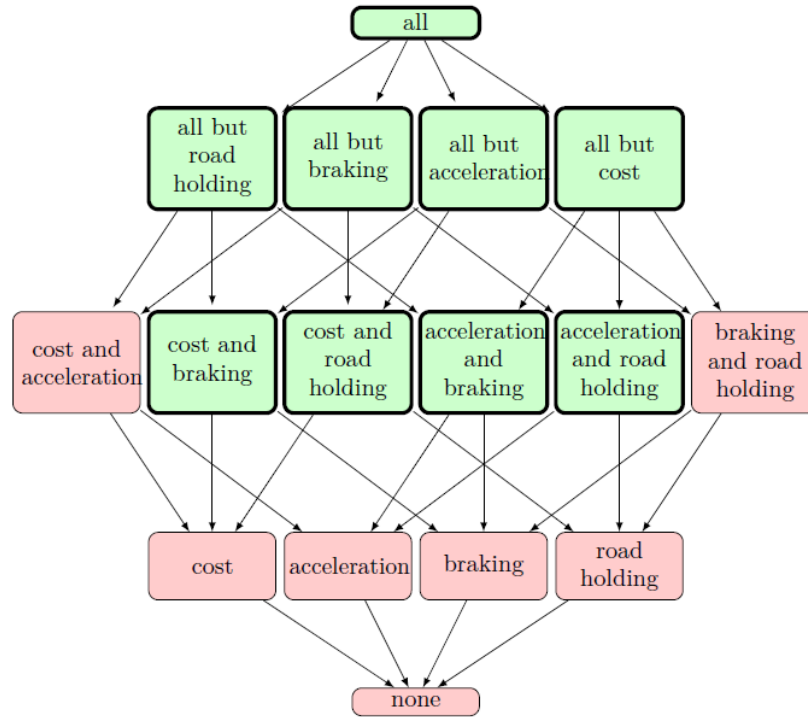 all
all but
road
holding
all but
braking
all but
acceleration
all but
cost
cost and
acceleration
cost and
braking
cost and
road
holding
acceleration
and
braking
acceleration
and road
holding
braking
and road
holding
cost
acceleration
braking
road
holding
none